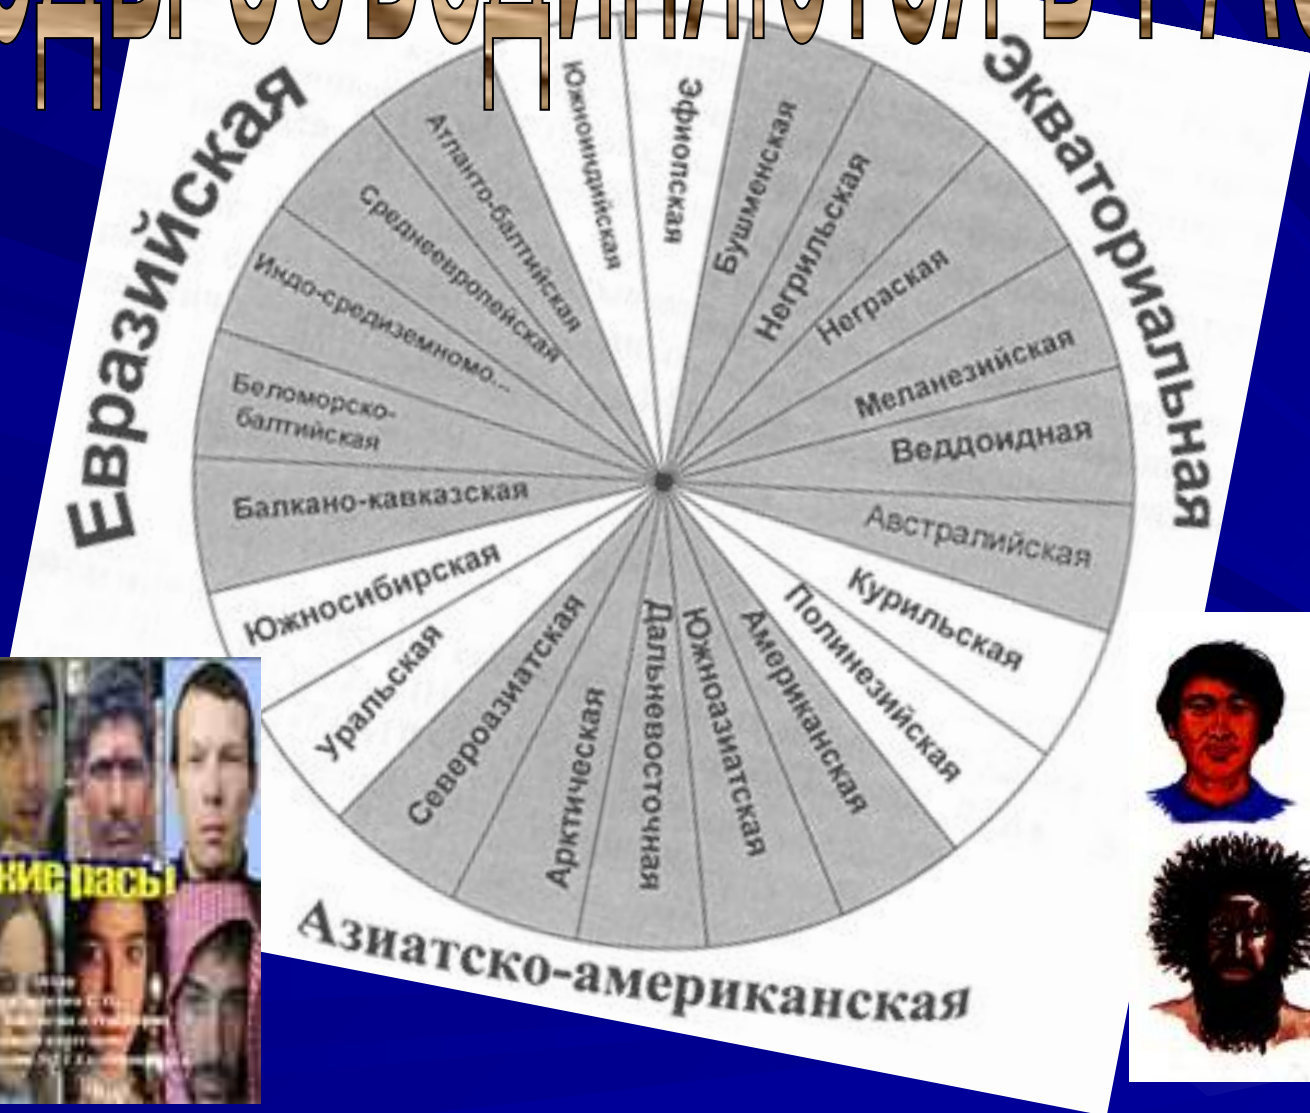 Евразийская
Экваториальная
Азиатско-американская
Южноиндийская
Эфиопская
Бушменская
Негрильская
Неграская
Меланезийская
Веддоидная
Австралийская
Курильская
Полинезийская
Американская
Южноазиатская
Дальневосточная
Арктическая
Североазиатская
Уральская
Южносибирская
Балкано-кавказская
Беломорско-
балтийская
Индо-средиземномо...
Среднеевропейская
Атланто-балтийская
расы